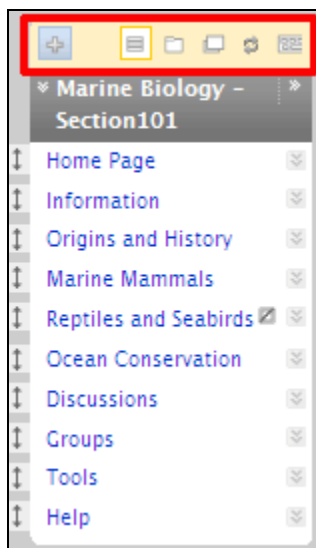 Marine Biology –
Section101
Home Page
Information
Origins and History
Marine Mammals
Reptiles and Seabirds
Ocean Conservation
Discussions
Groups
Tools
Help